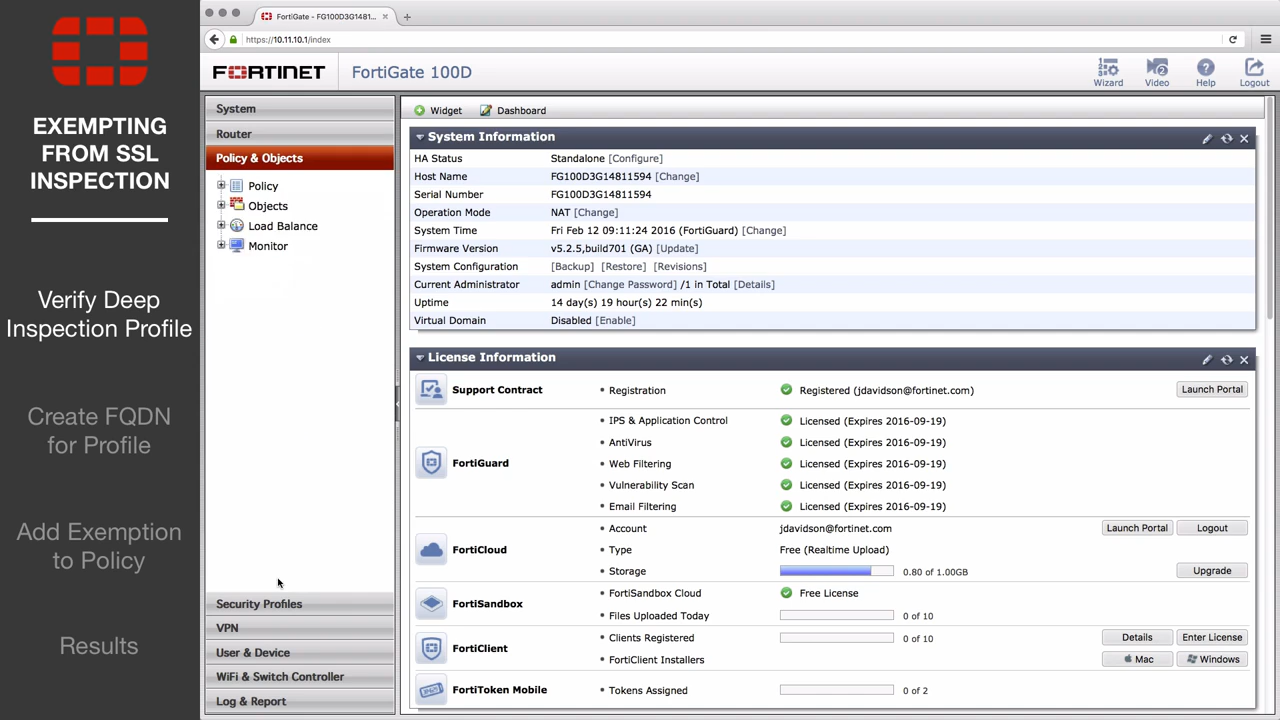 EXEMPTING
FROM SSL
INSPECTION
Verify Deep
Inspection Profile
Create FQDN
for Profile
Add Exemption
to Policy
Results
FortiGate - FG100D3G1481...
https://10.11.10.1/index
FORTINET
FortiGate 100D
Wizard
Video
Help
Logout
System
Router
Policy & Objects
Policy
Objects
Load Balance
Monitor
Security Profiles
VPN
User & Device
WiFi & Switch Controller
Log & Report
Widget
Dashboard
System Information
HA Status Standalone [Configure]
Host Name FG100D3G14811594 [Change]
Serial Number FG100D3G14811594
Operation Mode NAT [Change]
System Time Fri Feb 12 09:11:24 2016 (FortiGuard) [Change]
Firmware Version v5.2.5,build701 (GA) [Update]
System Configuration [Backup] [Restore] [Revisions]
Current Administrator admin [Change Password] /1 in Total [Details]
Uptime 14 day(s) 19 hour(s) 22 min(s)
Virtual Domain Disabled [Enable]
License Information
Support Contract • Registration Registered (jdavidson@fortinet.com) Launch Portal
• IPS & Application Control Licensed (Expires 2016-09-19)
• AntiVirus Licensed (Expires 2016-09-19)
FortiGuard • Web Filtering Licensed (Expires 2016-09-19)
• Vulnerability Scan Licensed (Expires 2016-09-19)
• Email Filtering Licensed (Expires 2016-09-19)
• Account jdavidson@fortinet.com Launch Portal Logout
FortiCloud • Type Free (Realtime Upload)
• Storage 0.80 of 1.00GB Upgrade
FortiSandbox • FortiSandbox Cloud Free License
• Files Uploaded Today 0 of 10
• Clients Registered 0 of 10 Details Enter License
FortiClient • FortiClient Installers Mac Windows
FortiToken Mobile • Tokens Assigned 0 of 2